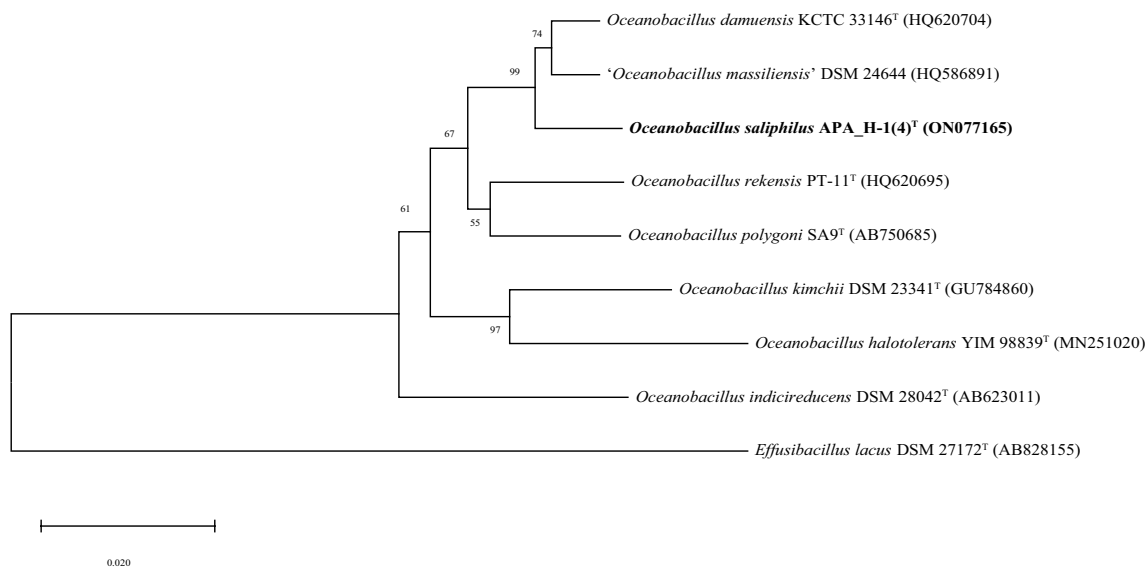 Oceanobacillus damuensis KCTC 33146ᵀ (HQ620704)
74
‘Oceanobacillus massiliensis’ DSM 24644 (HQ586891)
99
Oceanobacillus saliphilus APA_H-1(4)ᵀ (ON077165)
67
Oceanobacillus rekensis PT-11ᵀ (HQ620695)
61
55
Oceanobacillus polygoni SA9ᵀ (AB750685)
Oceanobacillus kimchii DSM 23341ᵀ (GU784860)
97
Oceanobacillus halotolerans YIM 98839ᵀ (MN251020)
Oceanobacillus indicireducens DSM 28042ᵀ (AB623011)
Effusibacillus lacus DSM 27172ᵀ (AB828155)
0.020